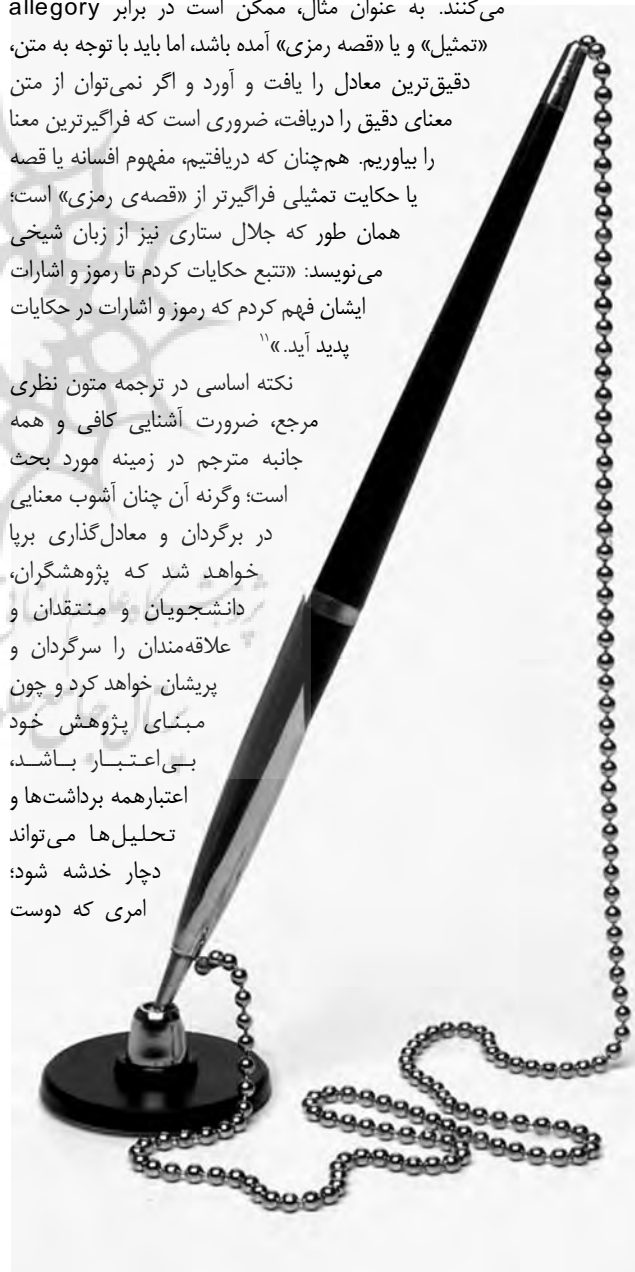 می‌کنند. به عنوان مثال، ممکن است در برابر allegory
«تمثیل» و یا «قصه رمزی» آمده باشد، اما باید با توجه به متن،
دقیق‌ترین معادل را یافت و آورد و اگر نمی‌توان از متن
معنای دقیق را دریافت، ضروری است که فراگیرترین معنا
را بیاوریم. هم‌چنان که دریافتیم، مفهوم افسانه یا قصه
یا حکایت تمثیلی فراگیرتر از «قصه‌ی رمزی» است؛
همان طور که جلال ستاری نیز از زبان شیخی
می‌نویسد: «تتبع حکایات کردم تا رموز و اشارات
ایشان فهم کردم که رموز و اشارات در حکایات
پدید آید.»۱۱
نکته اساسی در ترجمه متون نظری
مرجع، ضرورت آشنایی کافی و همه
جانبه مترجم در زمینه مورد بحث
است؛ وگرنه آن چنان آشوب معنایی
در برگردان و معادل‌گذاری برپا
خواهد شد که پژوهشگران،
دانشجویان و منتقدان و
علاقه‌مندان را سرگردان و
پریشان خواهد کرد و چون
مبنای پژوهش خود
بی‌اعتبار باشد،
اعتبارهمه برداشت‌ها و
تحلیل‌ها می‌تواند
دچار خدشه شود؛
امری که دوست